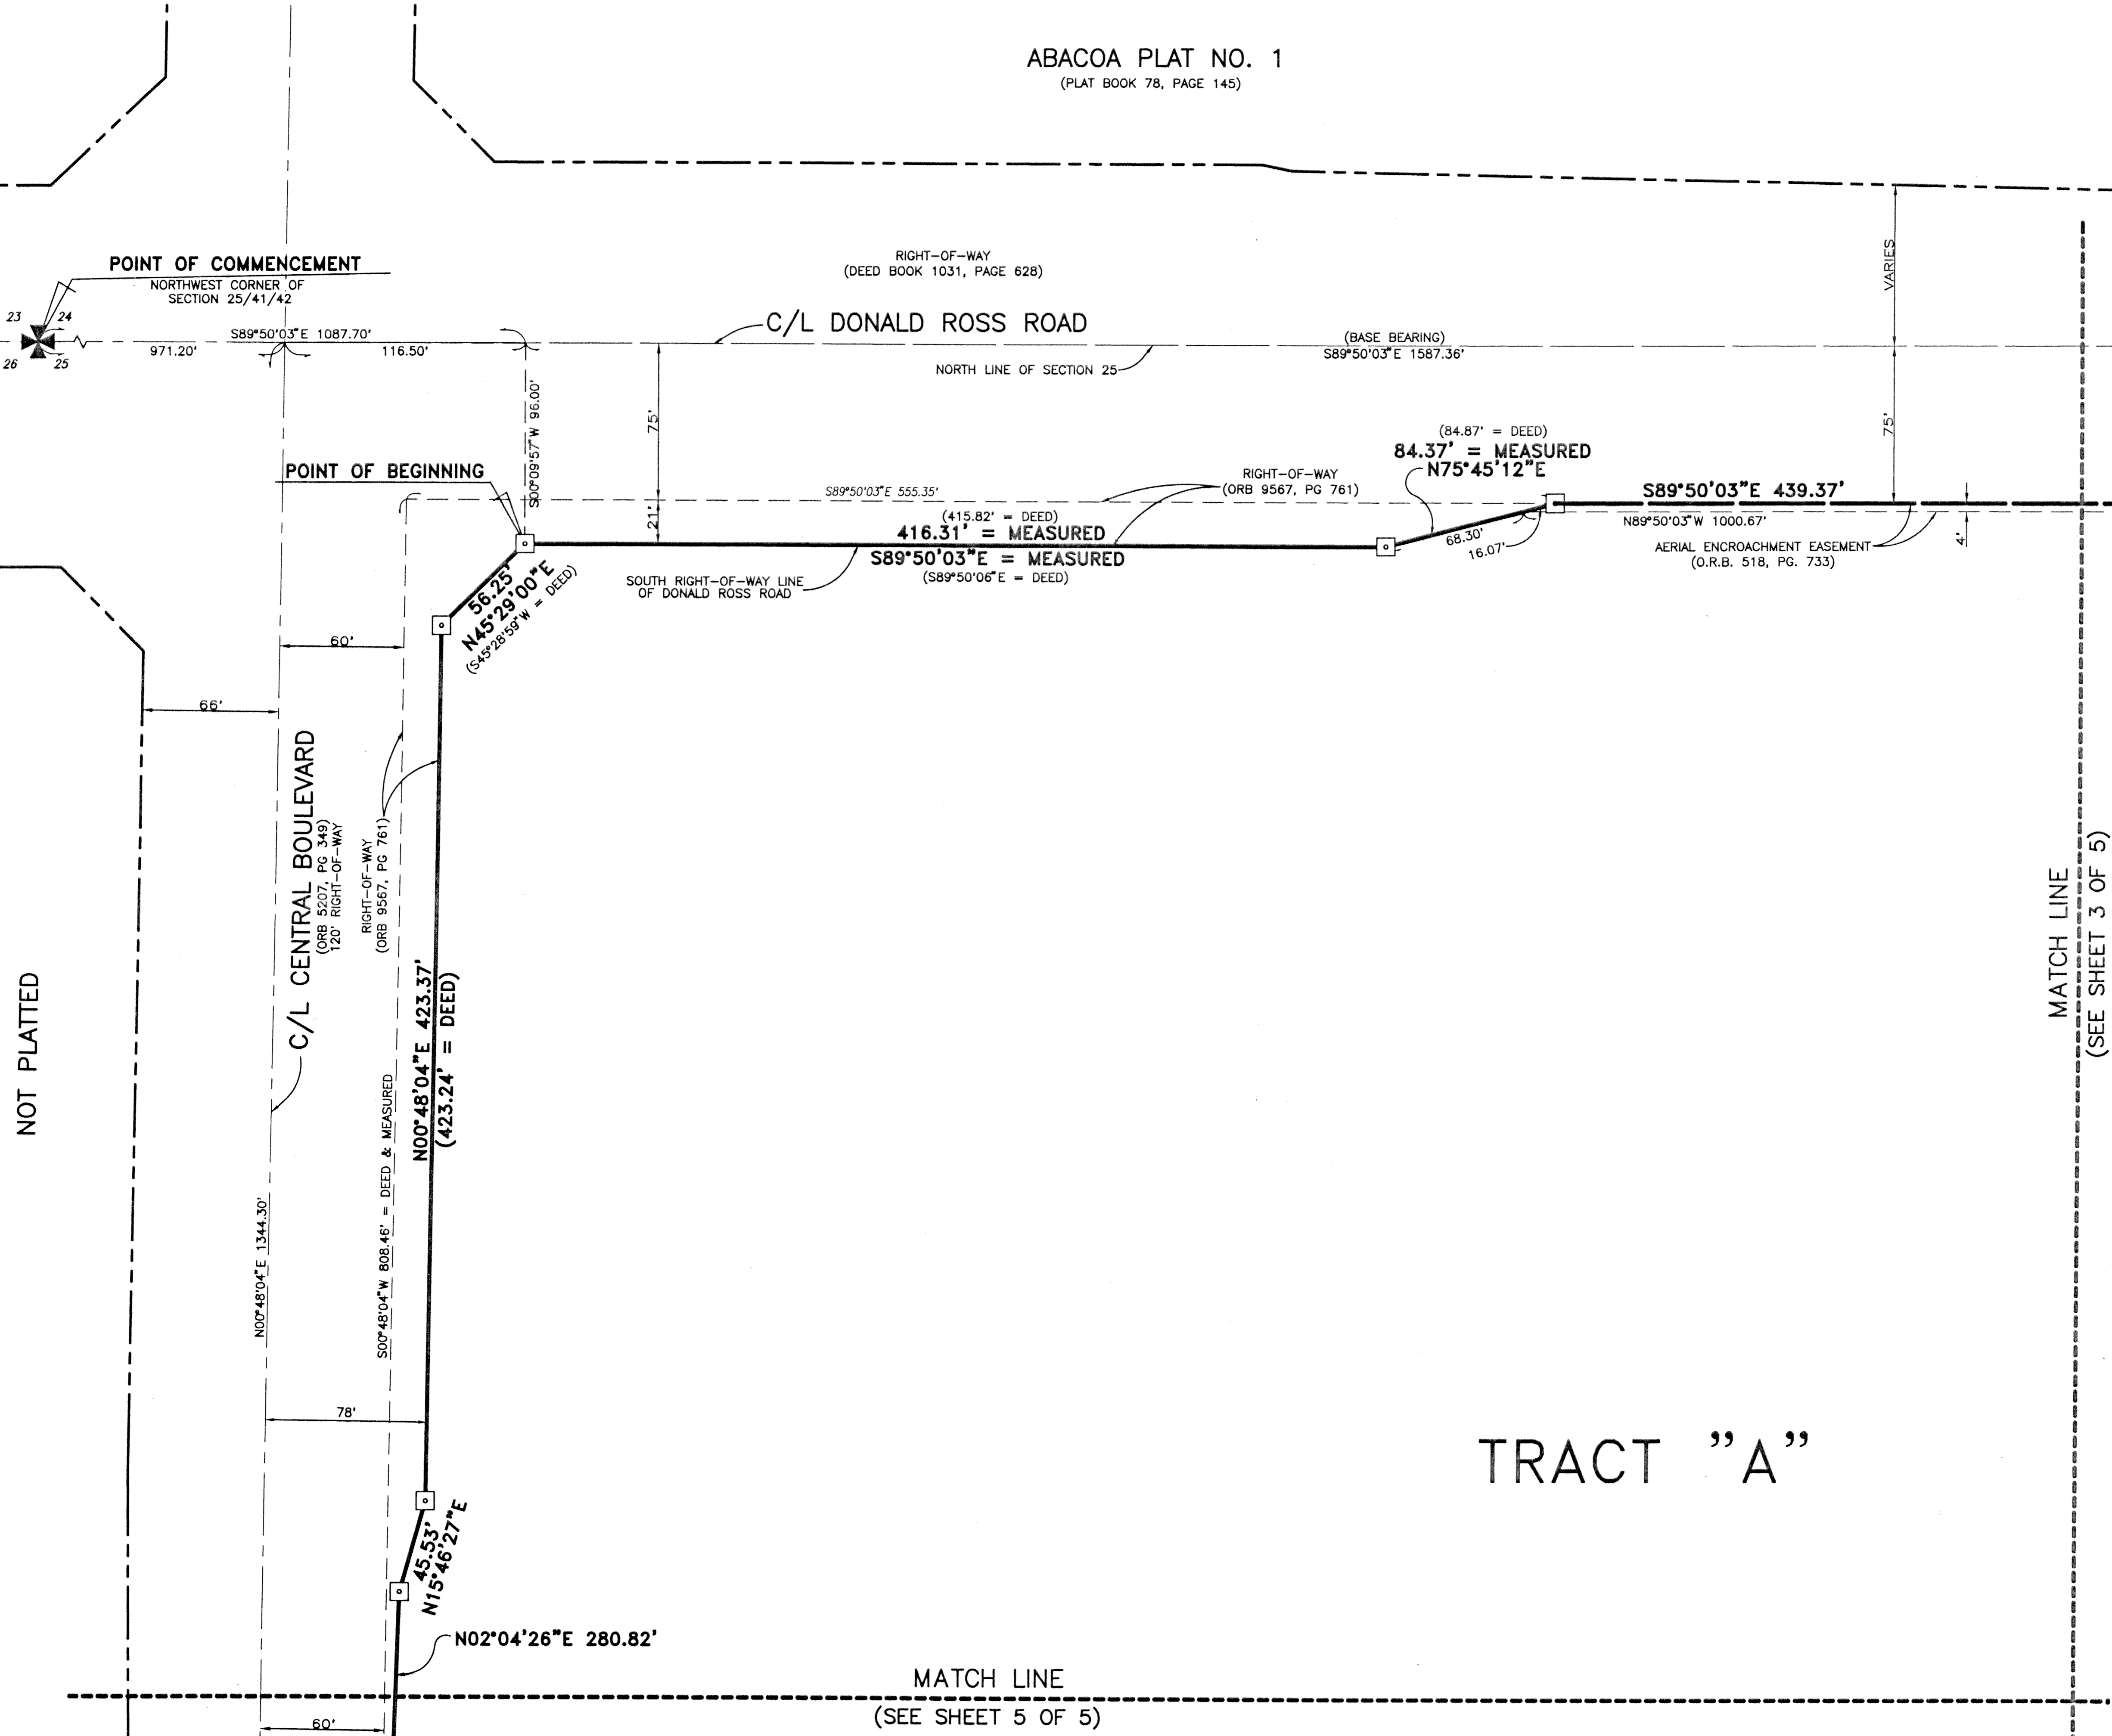 ABACOA PLAT NO. 1
(PLAT BOOK 78, PAGE 145)
POINT OF COMMENCEMENT
NORTHWEST CORNER OF
SECTION 25/41/42
23
24
26
25
S89°50'03"E 1087.70'
971.20'
116.50'
RIGHT-OF-WAY
(DEED BOOK 1031, PAGE 628)
C/L DONALD ROSS ROAD
NORTH LINE OF SECTION 25
(BASE BEARING)
S89°50'03"E 1587.36'
VARIES
75'
S00°09'57"W 96.00'
75'
21'
POINT OF BEGINNING
S89°50'03"E 555.35'
(415.82' = DEED)
416.31' = MEASURED
S89°50'03"E = MEASURED
(S89°50'06"E = DEED)
SOUTH RIGHT-OF-WAY LINE
OF DONALD ROSS ROAD
RIGHT-OF-WAY
(ORB 9567, PG 761)
(84.87' = DEED)
84.37' = MEASURED
N75°45'12"E
68.30'
16.07'
S89°50'03"E 439.37'
N89°50'03"W 1000.67'
AERIAL ENCROACHMENT EASEMENT
(O.R.B. 518, PG. 733)
4'
56.25'
N45°29'00"E
(S45°28'59"W = DEED)
60'
66'
C/L CENTRAL BOULEVARD
(ORB 5207, PG 349)
120' RIGHT-OF-WAY
RIGHT-OF-WAY
(ORB 9567, PG 761)
N00°48'04"E 423.37'
(423.24' = DEED)
NOT PLATTED
N00°48'04"E 1344.30'
S00°48'04"W 808.46' = DEED & MEASURED
78'
45.53'
N15°46'27"E
N02°04'26"E 280.82'
60'
TRACT "A"
MATCH LINE
(SEE SHEET 3 OF 5)
MATCH LINE
(SEE SHEET 5 OF 5)